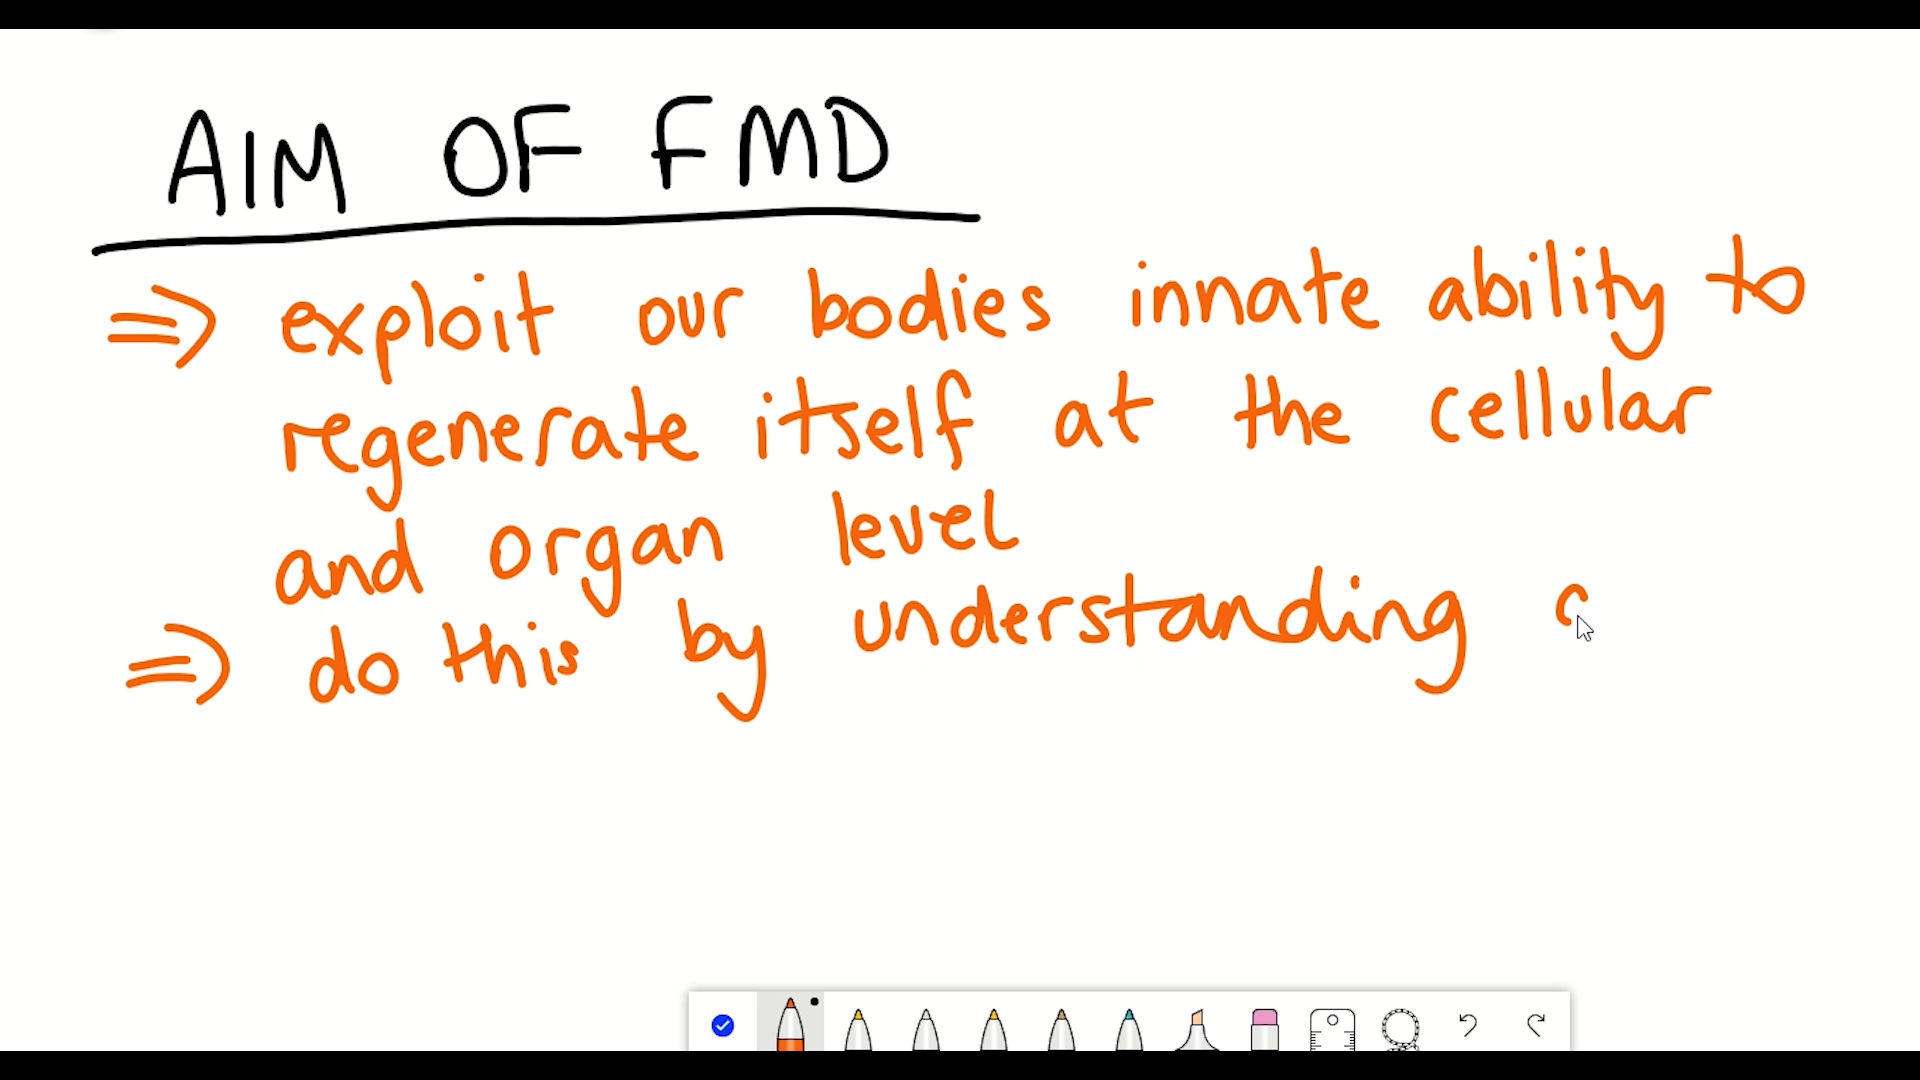 AIM OF FMD
⇒ exploit our bodies innate ability to
regenerate itself at the cellular
and organ level
⇒ do this by understanding